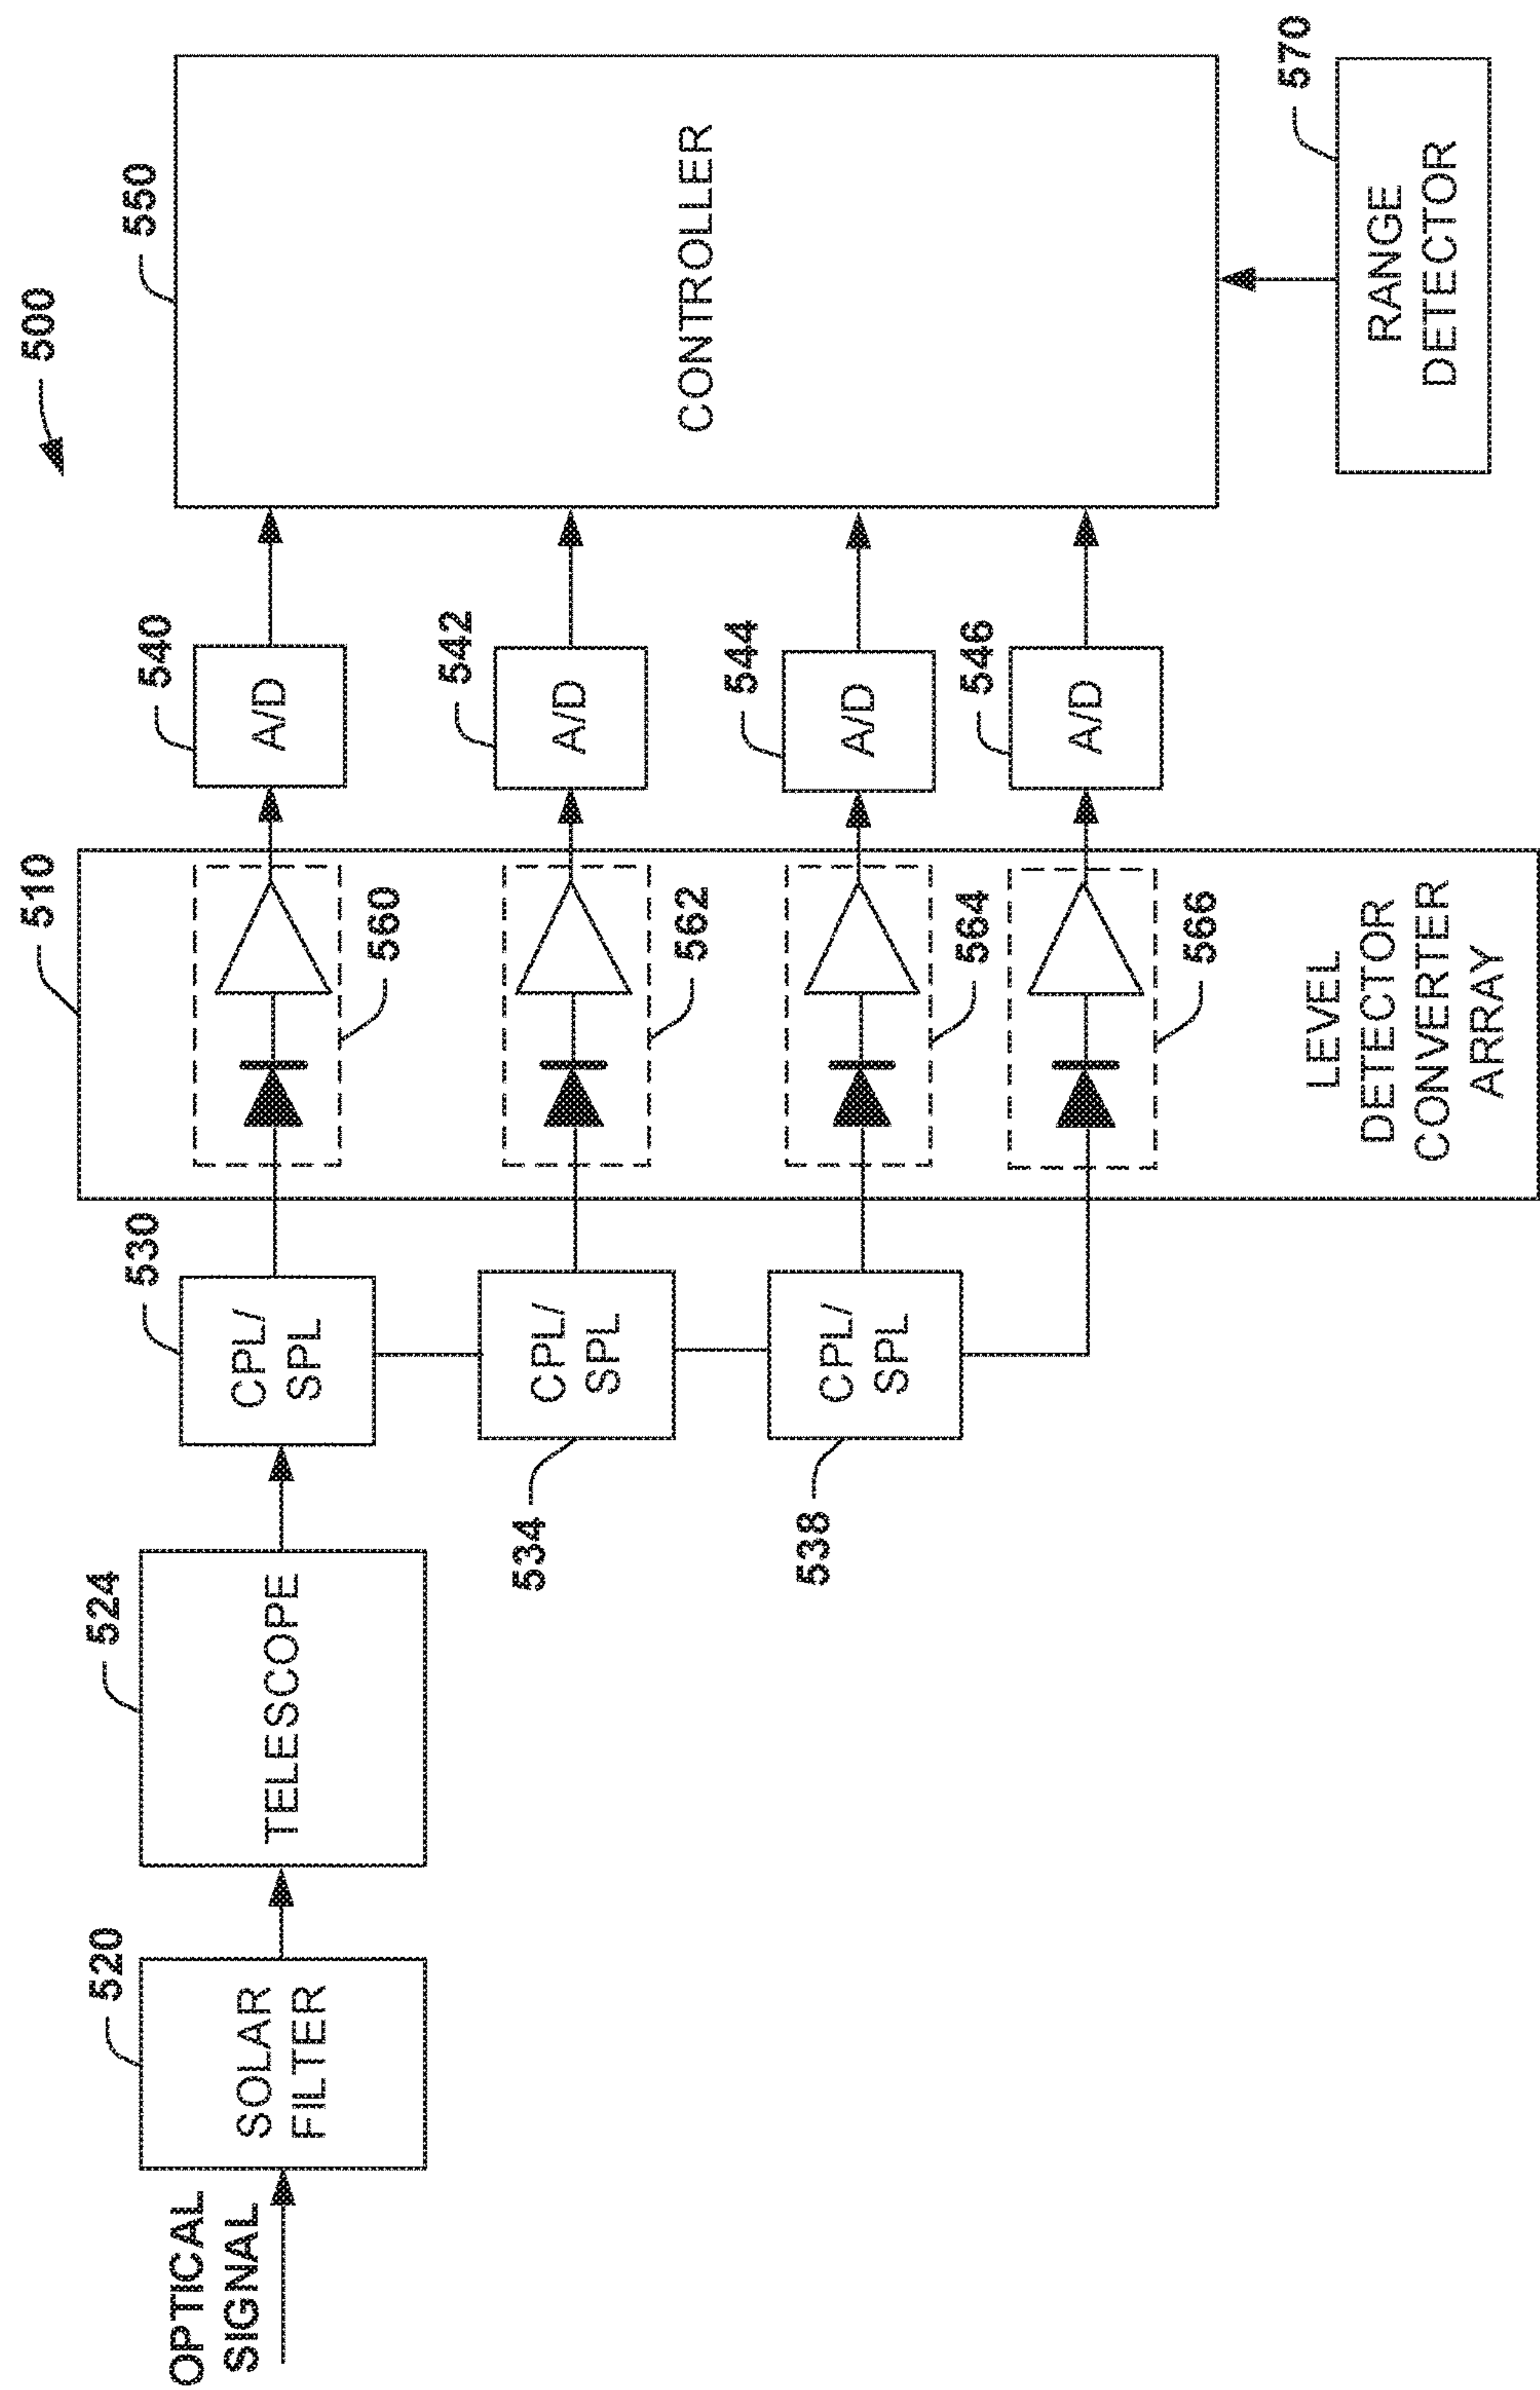 500
OPTICAL
SIGNAL
520
SOLAR
FILTER
524
TELESCOPE
530
CPL/
SPL
534
CPL/
SPL
538
CPL/
SPL
510
560
562
564
566
LEVEL
DETECTOR
CONVERTER
ARRAY
540
A/D
542
A/D
544
A/D
546
A/D
550
CONTROLLER
570
RANGE
DETECTOR